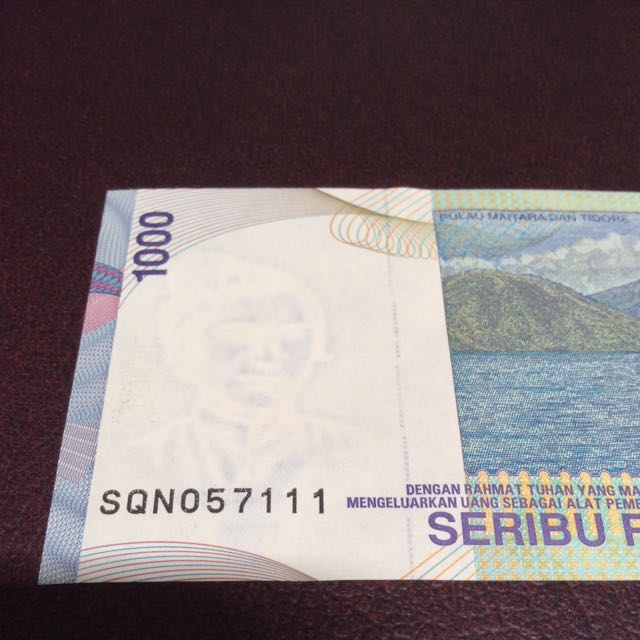 1000
PULAU MAITARA DAN TIDORE
SQN057111
DENGAN RAHMAT TUHAN YANG MA
MENGELUARKAN UANG SEBAGAI ALAT PEMB
SERIBU R